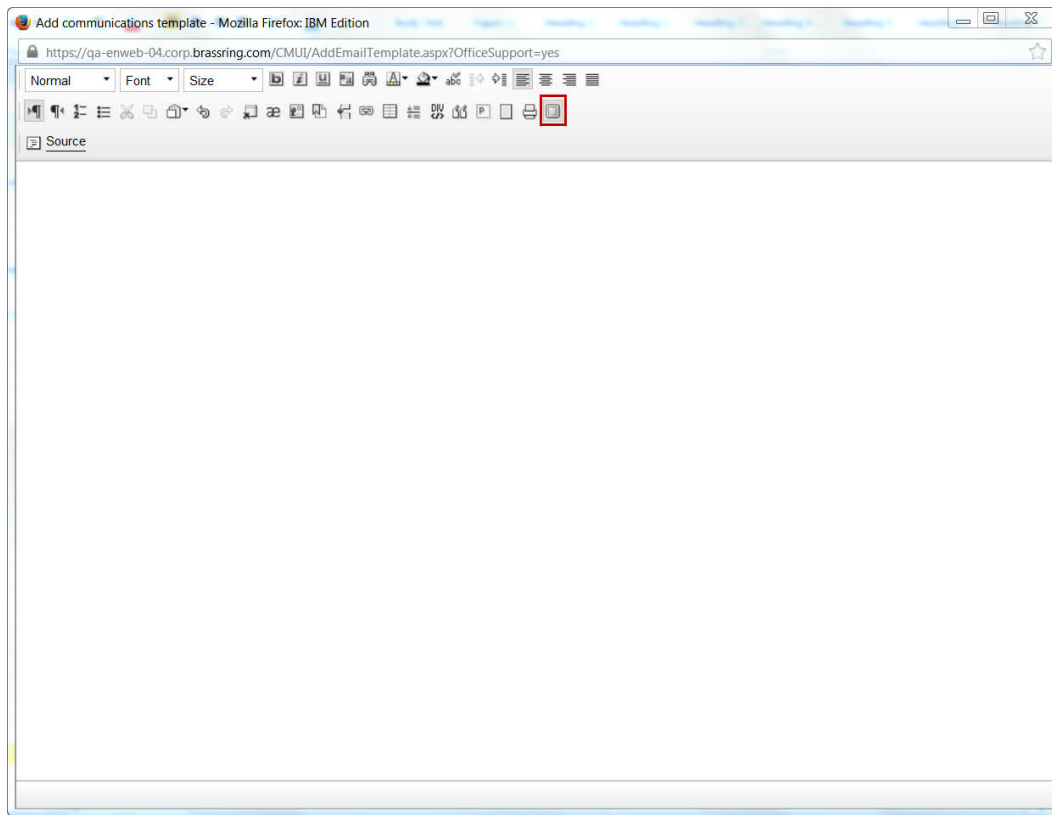 Add communications template - Mozilla Firefox: IBM Edition
https://qa-enweb-04.corp.brassring.com/CMUI/AddEmailTemplate.aspx?OfficeSupport=yes
Normal Font Size
Source